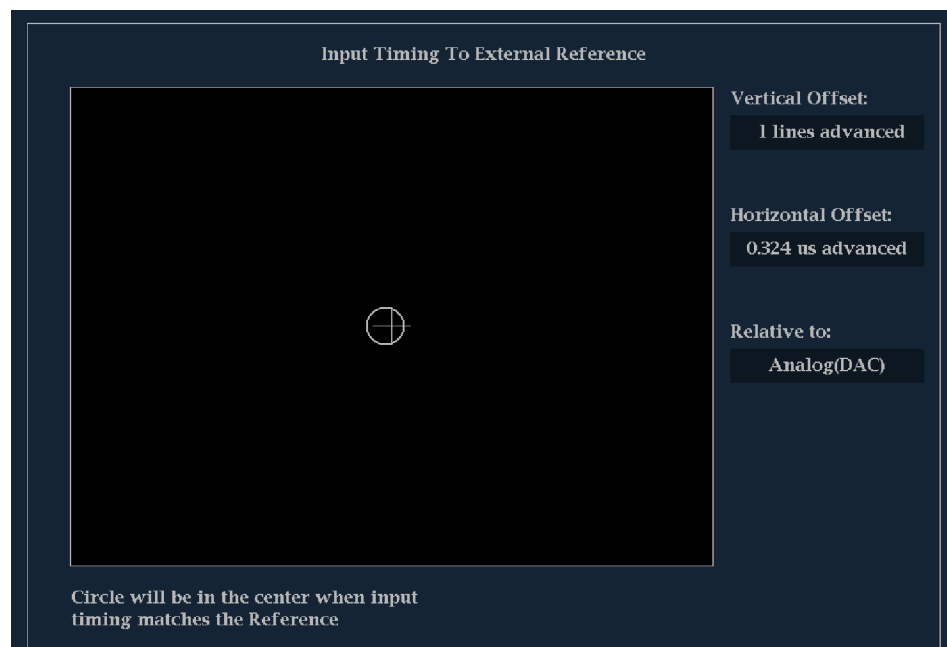 Input Timing To External Reference
Vertical Offset:
1 lines advanced
Horizontal Offset:
0.324 us advanced
Relative to:
Analog(DAC)
Circle will be in the center when input
timing matches the Reference